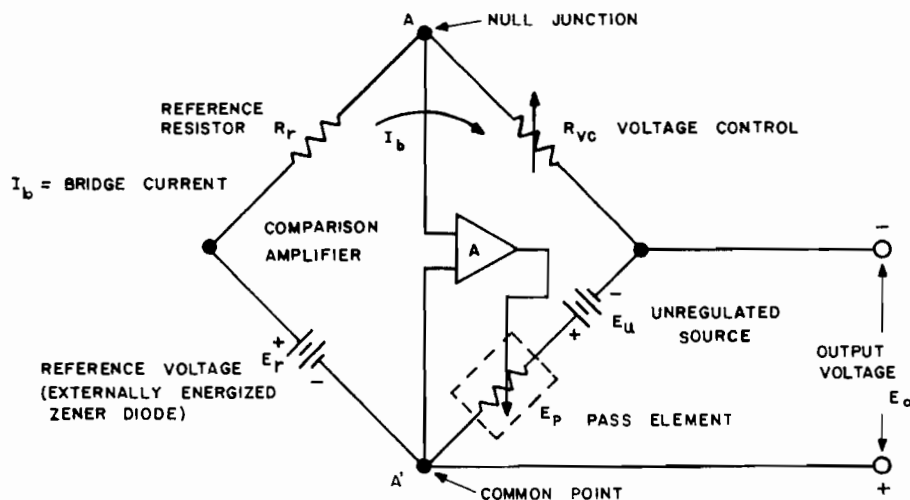 A
NULL JUNCTION
REFERENCE
RESISTOR Rr
Ib
RVC VOLTAGE CONTROL
Ib = BRIDGE CURRENT
COMPARISON
AMPLIFIER
A
-
-
Eu UNREGULATED
SOURCE
+
+
Er
-
REFERENCE VOLTAGE
(EXTERNALLY ENERGIZED
ZENER DIODE)
OUTPUT
VOLTAGE
Eo
EP PASS ELEMENT
A'
COMMON POINT
+